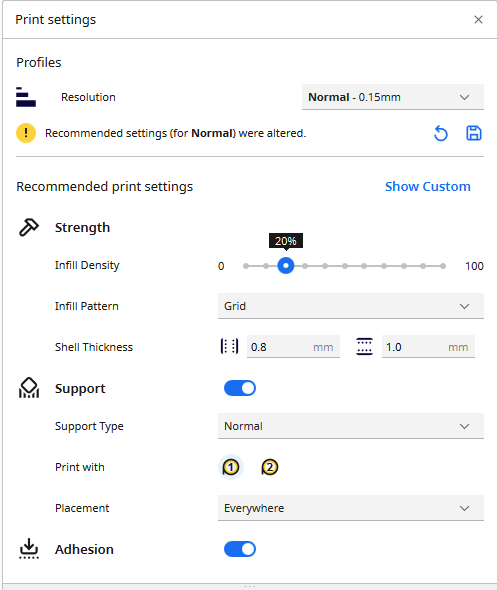 Print settings
Profiles
Resolution
Normal - 0.15mm
Recommended settings (for Normal) were altered.
Recommended print settings
Show Custom
Strength
20%
Infill Density
0
100
Infill Pattern
Grid
Shell Thickness
0.8 mm
1.0 mm
Support
Support Type
Normal
Print with
1
2
Placement
Everywhere
Adhesion